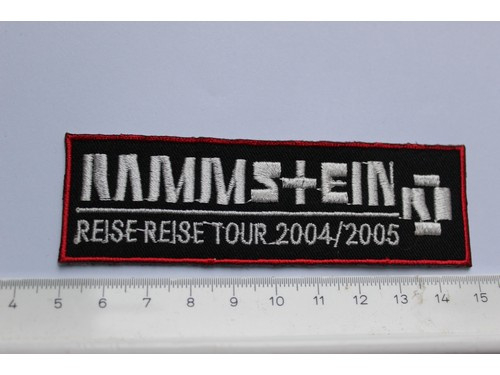 RAMMSTEIN
REISE REISE TOUR 2004/2005
4 5 6 7 8 9 10 11 12 13 14 15